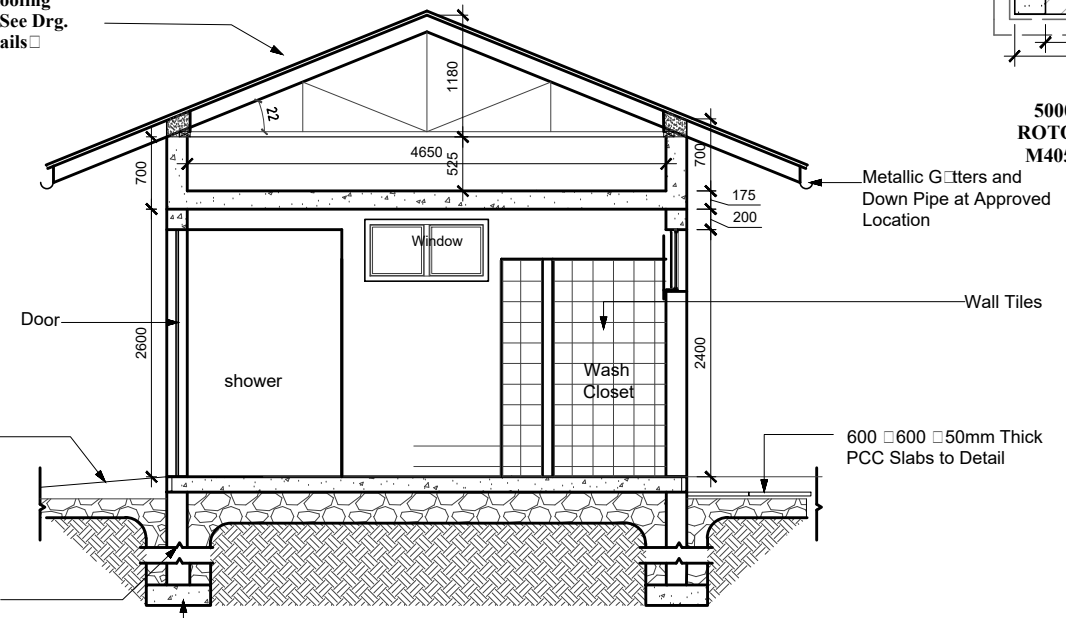 See Drg.
1180
22
700
4650
525
700
5000
ROTO
M405
Metallic G□tters and
Down Pipe at Approved
Location
175
200
Window
Door
2600
shower
Wash
Closet
2400
Wall Tiles
600 □600 □50mm Thick
PCC Slabs to Detail